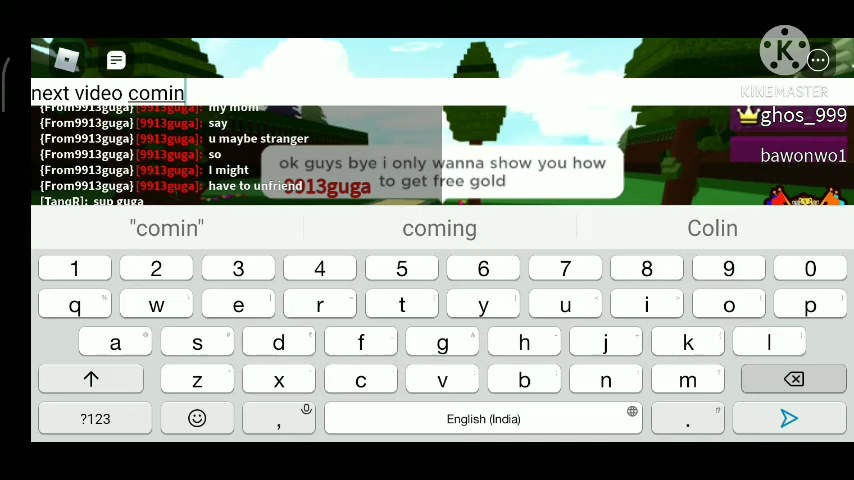 K
KINEMASTER
next video comin
{From9913guga} [9913guga]: my mom
{From9913guga} [9913guga]: say
{From9913guga} [9913guga]: u maybe stranger
{From9913guga} [9913guga]: so
{From9913guga} [9913guga]: I might
{From9913guga} [9913guga]: have to unfriend
[TanqR]: sup guga
ok guys bye i only wanna show you how
to get free gold
9913guga
ghos_999
bawonwo1
"comin" coming Colin
1 2 3 4 5 6 7 8 9 0
q w e r t y u i o p
a s d f g h j k l
z x c v b n m
?123 , English (India) .